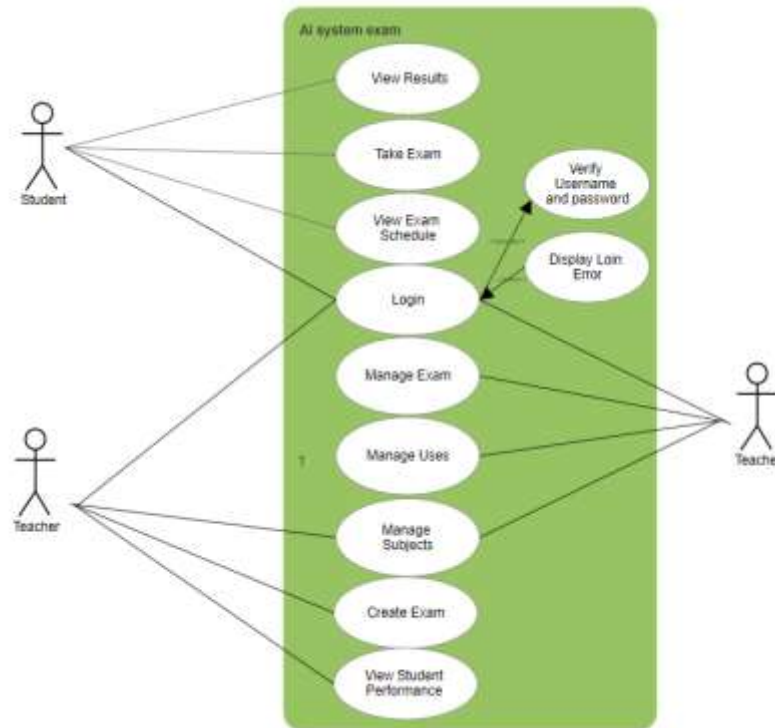 AI system exam
View Results
Take Exam
Verify
Username
and password
Student
View Exam
Schedule
Display Loin
Error
Login
Manage Exam
Manage Uses
Teacher
Teacher
Manage
Subjects
Create Exam
View Student
Performance